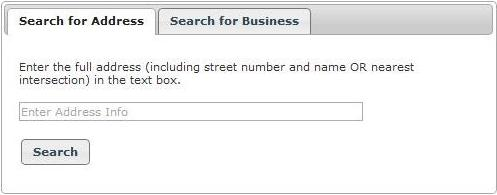 Search for Address
Search for Business
Enter the full address (including street number and name OR nearest
intersection) in the text box.
Enter Address Info
Search